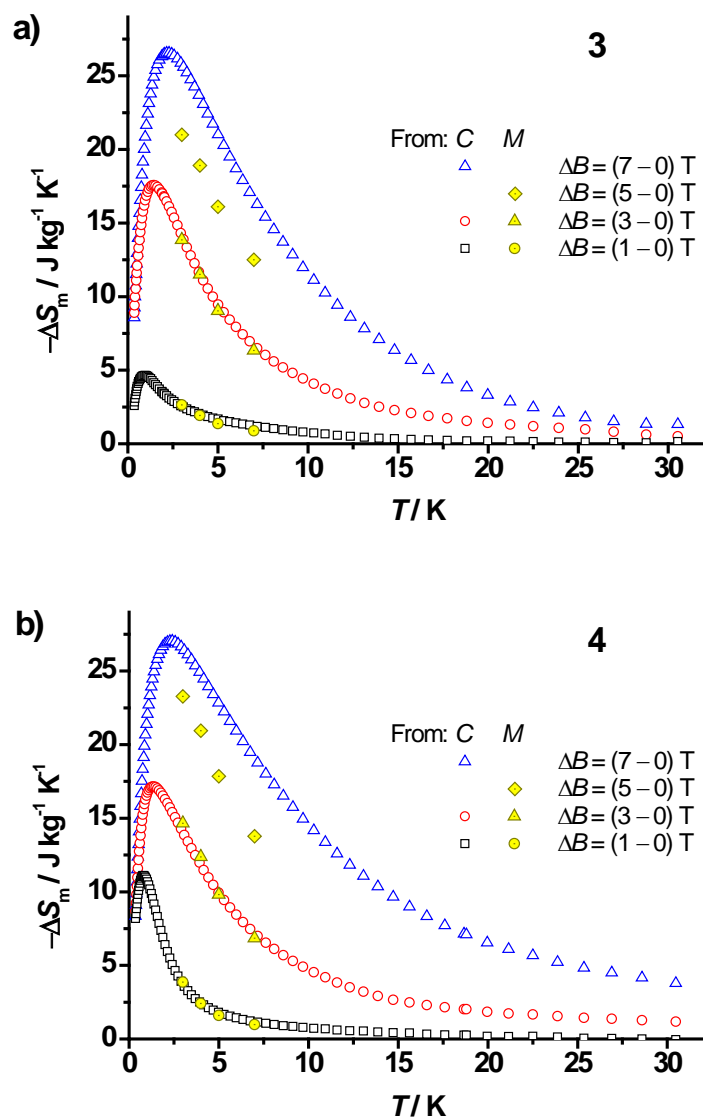 a)
3
25
20
15
10
5
0
−ΔSm / J kg-1 K-1
From: C M
ΔB = (7 – 0) T
ΔB = (5 – 0) T
ΔB = (3 – 0) T
ΔB = (1 – 0) T
0 5 10 15 20 25 30
T / K
b)
4
25
20
15
10
5
0
−ΔSm / J kg-1 K-1
From: C M
ΔB = (7 – 0) T
ΔB = (5 – 0) T
ΔB = (3 – 0) T
ΔB = (1 – 0) T
0 5 10 15 20 25 30
T / K